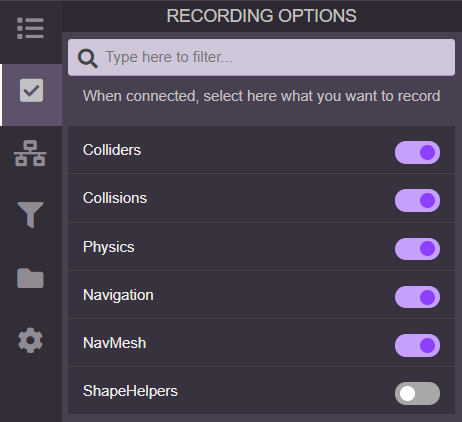 RECORDING OPTIONS
Type here to filter...
When connected, select here what you want to record
Colliders
Collisions
Physics
Navigation
NavMesh
ShapeHelpers